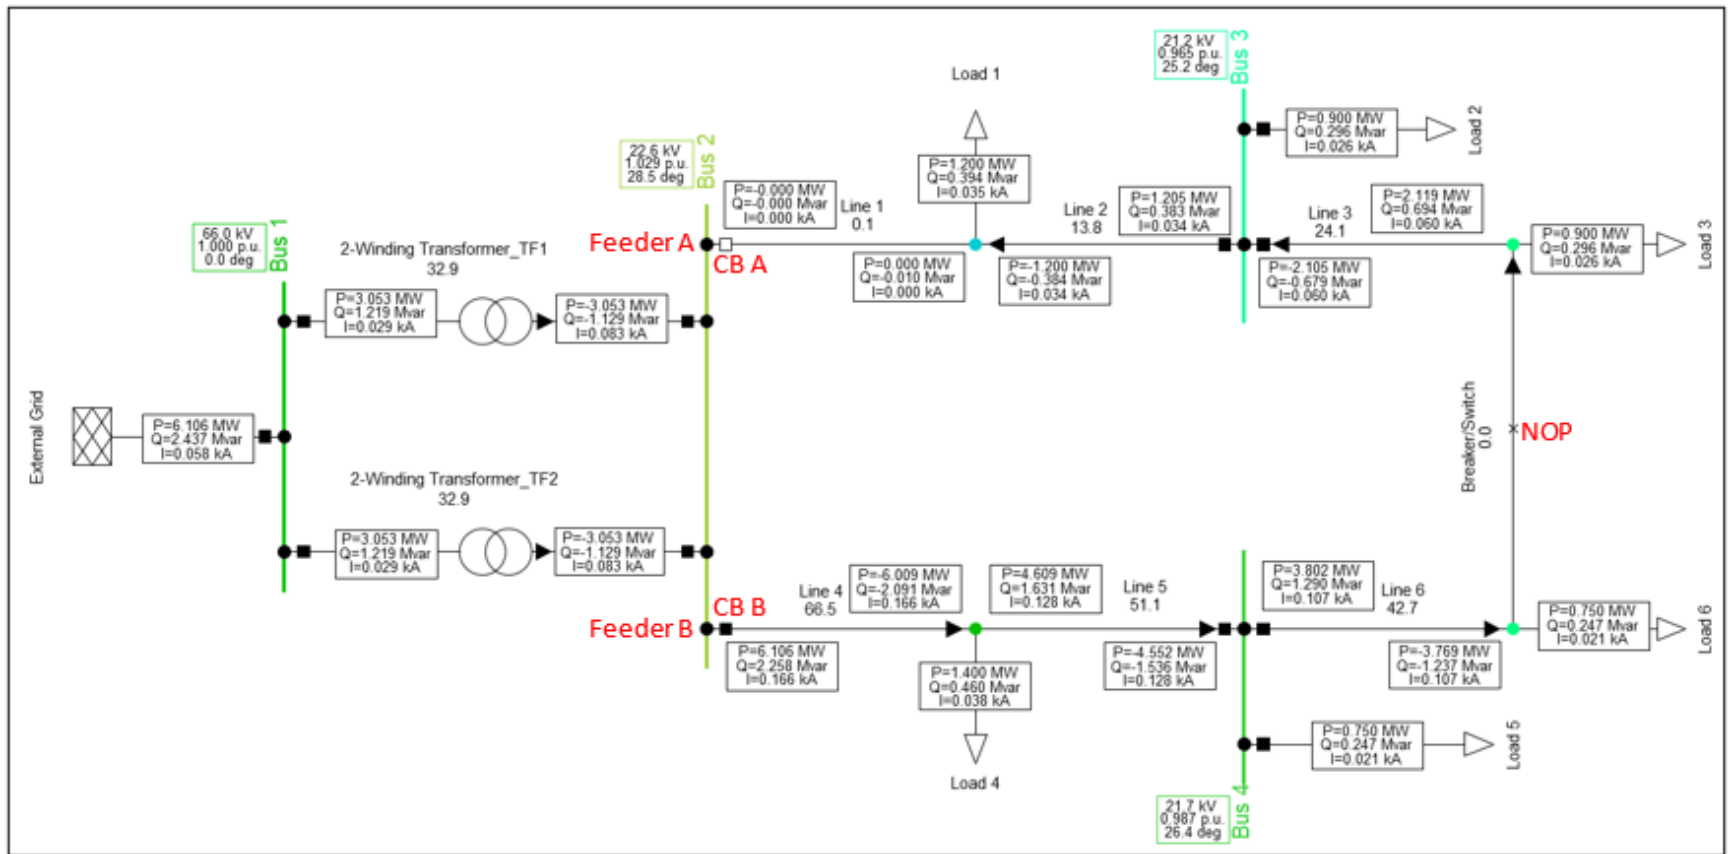 External Grid
P=6.106 MW
Q=2.437 Mvar
I=0.058 kA
66.0 kV
1.000 p.u.
0.0 deg
Bus 1
2-Winding Transformer_TF1
32.9
P=3.053 MW
Q=1.219 Mvar
I=0.029 kA
P=-3.053 MW
Q=-1.129 Mvar
I=0.083 kA
2-Winding Transformer_TF2
32.9
P=3.053 MW
Q=1.219 Mvar
I=0.029 kA
P=-3.053 MW
Q=-1.129 Mvar
I=0.083 kA
22.6 kV
1.029 p.u.
28.5 deg
Bus 2
Feeder A
CB A
P=-0.000 MW
Q=-0.000 Mvar
I=0.000 kA
Line 1
0.1
P=0.000 MW
Q=-0.010 Mvar
I=0.000 kA
Load 1
P=1.200 MW
Q=0.394 Mvar
I=0.035 kA
Line 2
13.8
P=-1.200 MW
Q=-0.384 Mvar
I=0.034 kA
P=1.205 MW
Q=0.383 Mvar
I=0.034 kA
21.2 kV
0.965 p.u.
25.2 deg
Bus 3
P=0.900 MW
Q=0.296 Mvar
I=0.026 kA
Load 2
Line 3
24.1
P=-2.105 MW
Q=-0.679 Mvar
I=0.060 kA
P=2.119 MW
Q=0.694 Mvar
I=0.060 kA
P=0.900 MW
Q=0.296 Mvar
I=0.026 kA
Load 3
Breaker/Switch
0.0
NOP
Feeder B
CB B
P=6.106 MW
Q=2.258 Mvar
I=0.166 kA
Line 4
66.5
P=-6.009 MW
Q=-2.091 Mvar
I=0.166 kA
P=1.400 MW
Q=0.460 Mvar
I=0.038 kA
Load 4
P=4.609 MW
Q=1.631 Mvar
I=0.128 kA
Line 5
51.1
P=-4.552 MW
Q=-1.536 Mvar
I=0.128 kA
21.7 kV
0.987 p.u.
26.4 deg
Bus 4
P=3.802 MW
Q=1.290 Mvar
I=0.107 kA
Line 6
42.7
P=-3.769 MW
Q=-1.237 Mvar
I=0.107 kA
P=0.750 MW
Q=0.247 Mvar
I=0.021 kA
Load 6
P=0.750 MW
Q=0.247 Mvar
I=0.021 kA
Load 5